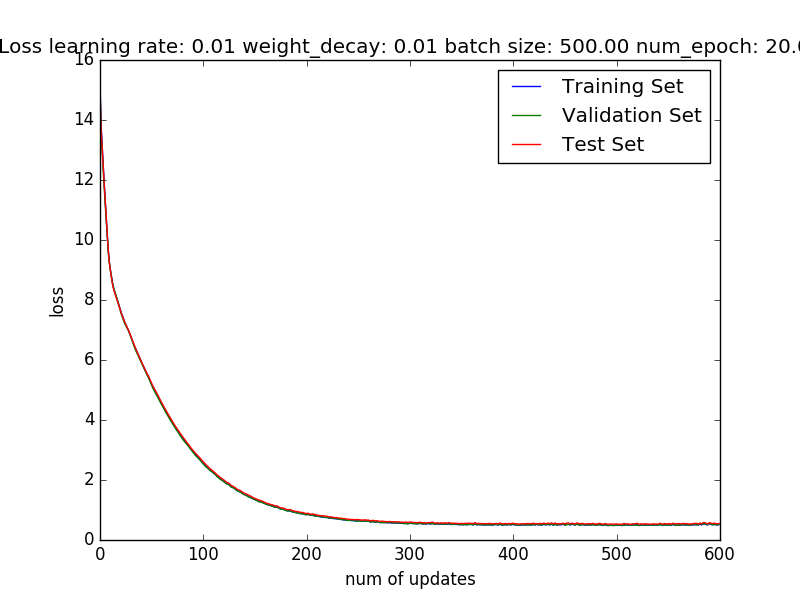 Loss learning rate: 0.01 weight_decay: 0.01 batch size: 500.00 num_epoch: 20.0
16
14
12
10
8
6
4
2
0
loss
Training Set
Validation Set
Test Set
0 100 200 300 400 500 600
num of updates